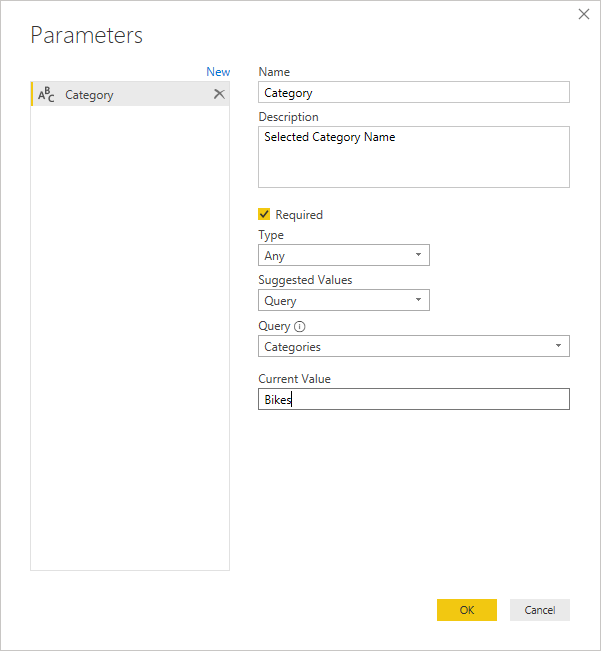 Parameters
New
ABC Category
Name
Category
Description
Selected Category Name
Required
Type
Any
Suggested Values
Query
Query
Categories
Current Value
Bikes
OK
Cancel